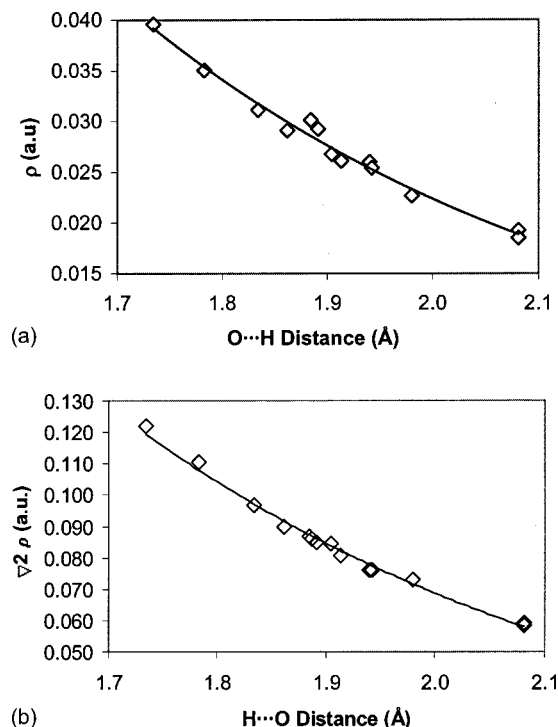 0.040
0.035
0.030
0.025
0.020
0.015
ρ (a.u)
1.7 1.8 1.9 2.0 2.1
(a)
O···H Distance (Å)
0.130
0.120
0.110
0.100
0.090
0.080
0.070
0.060
0.050
∇2 ρ (a.u.)
1.7 1.8 1.9 2.0 2.1
(b)
H···O Distance (Å)